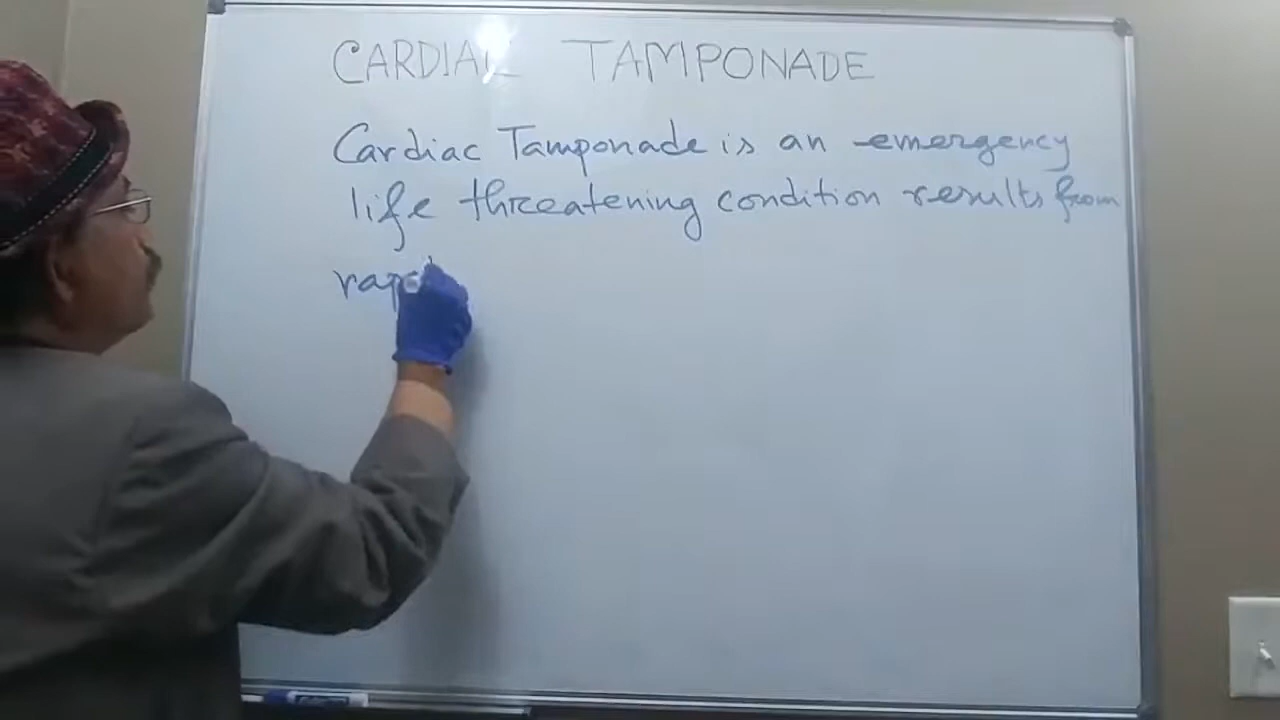 CARDIAC TAMPONADE
Cardiac Tamponade is an emergency
life threatening condition results from